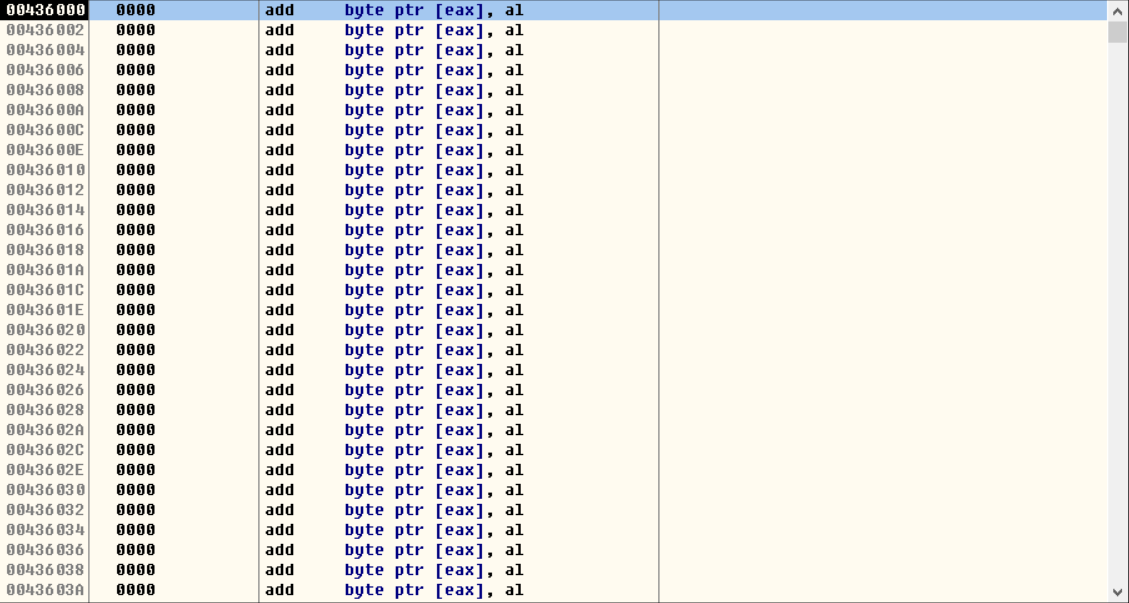 00436000 0000 add byte ptr [eax], al
00436002 0000 add byte ptr [eax], al
00436004 0000 add byte ptr [eax], al
00436006 0000 add byte ptr [eax], al
00436008 0000 add byte ptr [eax], al
0043600A 0000 add byte ptr [eax], al
0043600C 0000 add byte ptr [eax], al
0043600E 0000 add byte ptr [eax], al
00436010 0000 add byte ptr [eax], al
00436012 0000 add byte ptr [eax], al
00436014 0000 add byte ptr [eax], al
00436016 0000 add byte ptr [eax], al
00436018 0000 add byte ptr [eax], al
0043601A 0000 add byte ptr [eax], al
0043601C 0000 add byte ptr [eax], al
0043601E 0000 add byte ptr [eax], al
00436020 0000 add byte ptr [eax], al
00436022 0000 add byte ptr [eax], al
00436024 0000 add byte ptr [eax], al
00436026 0000 add byte ptr [eax], al
00436028 0000 add byte ptr [eax], al
0043602A 0000 add byte ptr [eax], al
0043602C 0000 add byte ptr [eax], al
0043602E 0000 add byte ptr [eax], al
00436030 0000 add byte ptr [eax], al
00436032 0000 add byte ptr [eax], al
00436034 0000 add byte ptr [eax], al
00436036 0000 add byte ptr [eax], al
00436038 0000 add byte ptr [eax], al
0043603A 0000 add byte ptr [eax], al